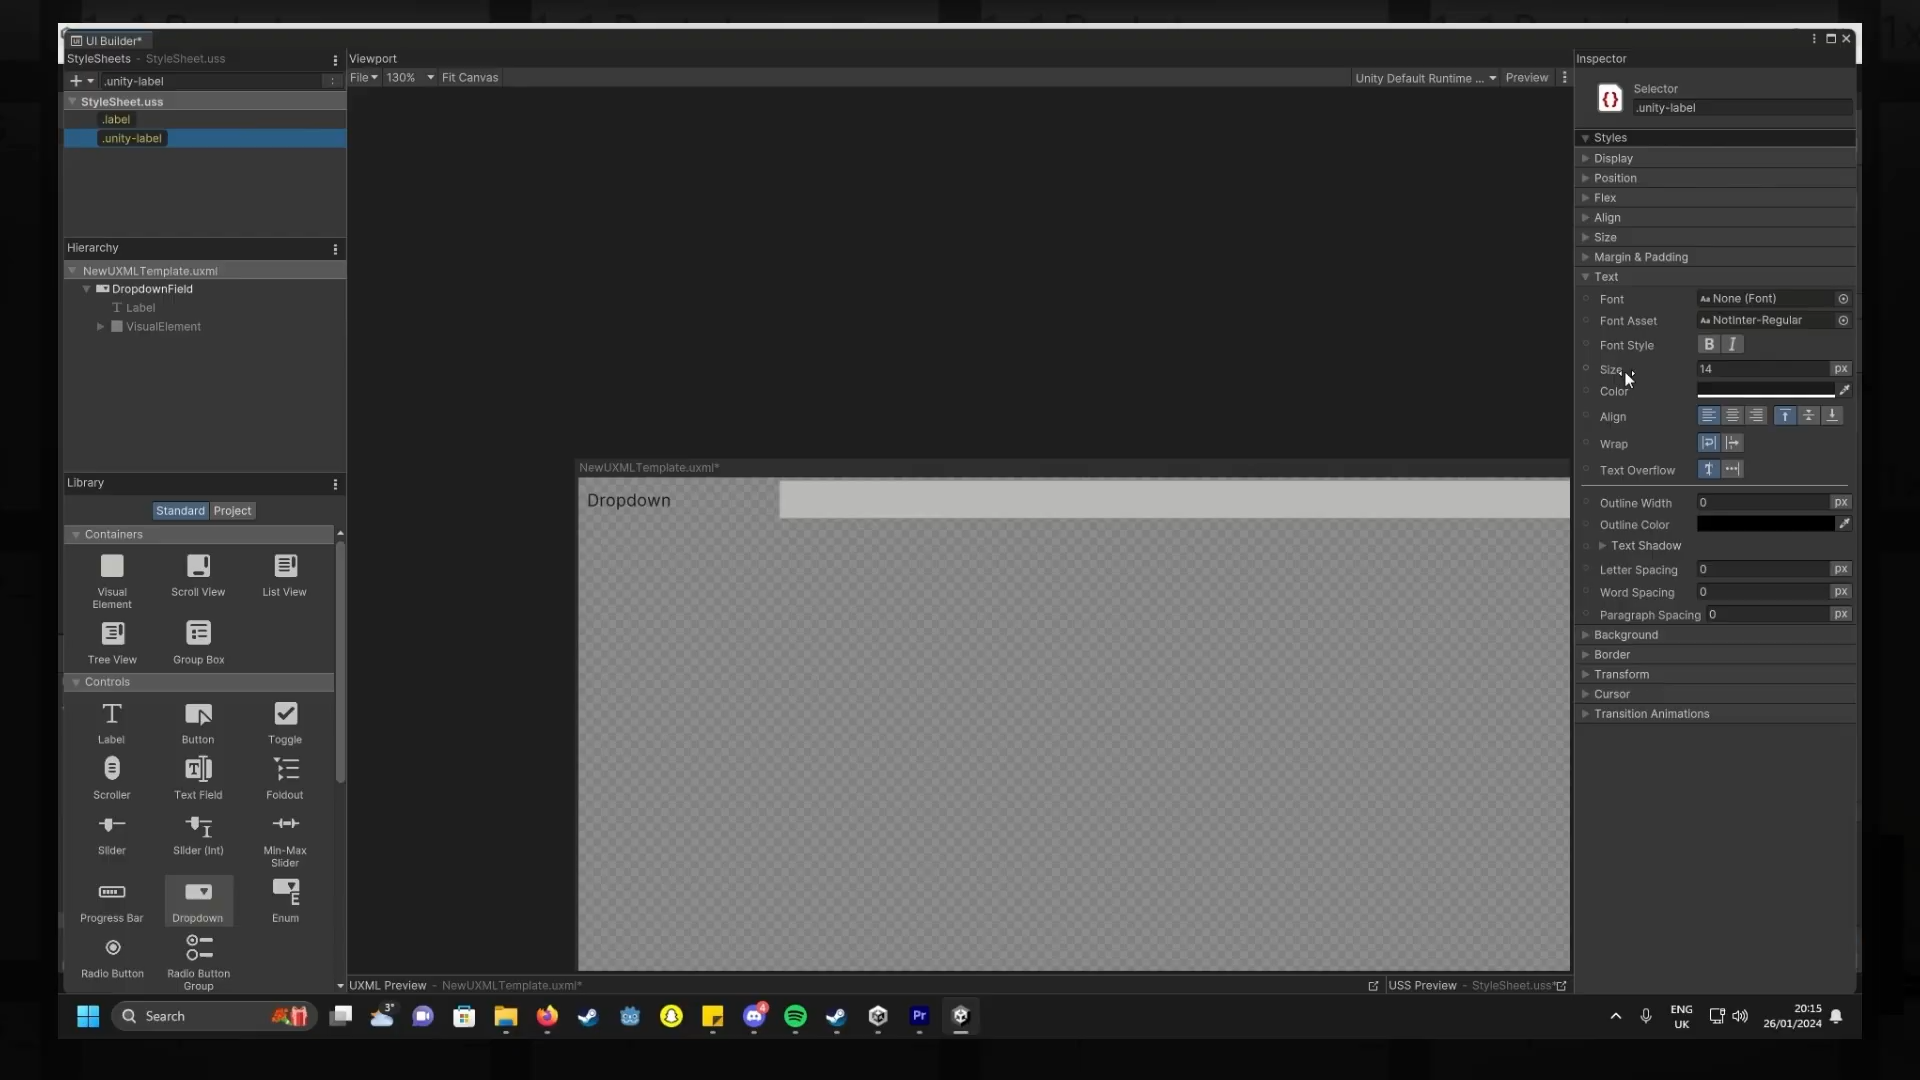 UI Builder*
StyleSheets - StyleSheet.uss
.unity-label
StyleSheet.uss
.label
.unity-label
Hierarchy
NewUXMLTemplate.uxml
DropdownField
Label
VisualElement
Library
Standard
Project
Containers
Visual Element
Scroll View
List View
Tree View
Group Box
Controls
Label
Button
Toggle
Scroller
Text Field
Foldout
Slider
Slider (Int)
Min-Max Slider
Progress Bar
Dropdown
Enum
Radio Button
Radio Button Group
Viewport
File
130%
Fit Canvas
Unity Default Runtime ...
Preview
NewUXMLTemplate.uxml*
Dropdown
UXML Preview - NewUXMLTemplate.uxml*
USS Preview - StyleSheet.uss*
Inspector
Selector
.unity-label
Styles
Display
Position
Flex
Align
Size
Margin & Padding
Text
Font
Aa None (Font)
Font Asset
Aa NotInter-Regular
Font Style
B I
Size
14
px
Color
Align
Wrap
Text Overflow
Outline Width
0
px
Outline Color
Text Shadow
Letter Spacing
0
px
Word Spacing
0
px
Paragraph Spacing
0
px
Background
Border
Transform
Cursor
Transition Animations
Search
3°
4
Pr
ENG
UK
20:15
26/01/2024